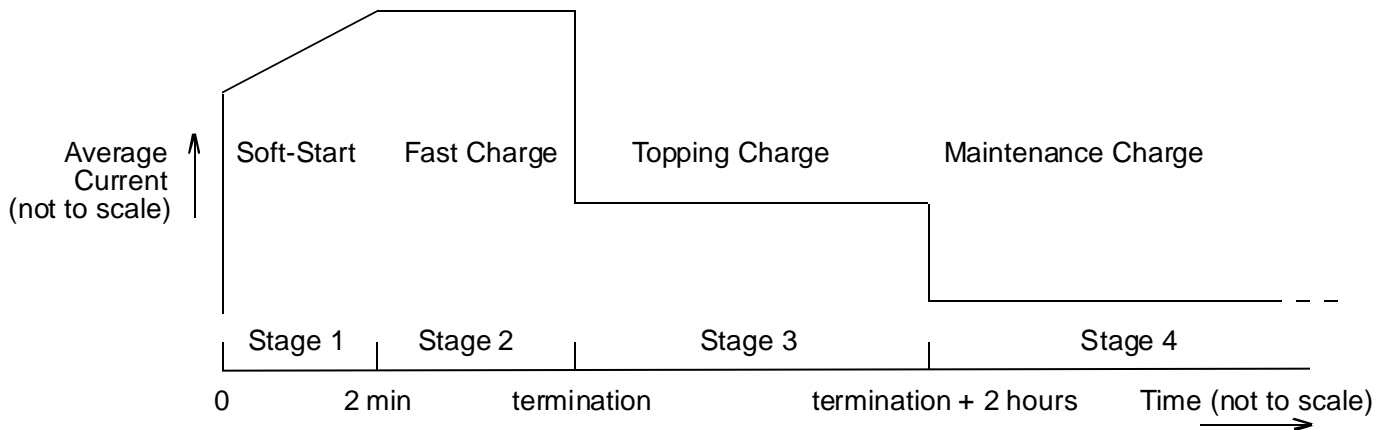 Average
Current
(not to scale)
Soft-Start
Fast Charge
Topping Charge
Maintenance Charge
Stage 1
Stage 2
Stage 3
Stage 4
0
2 min
termination
termination + 2 hours
Time (not to scale)